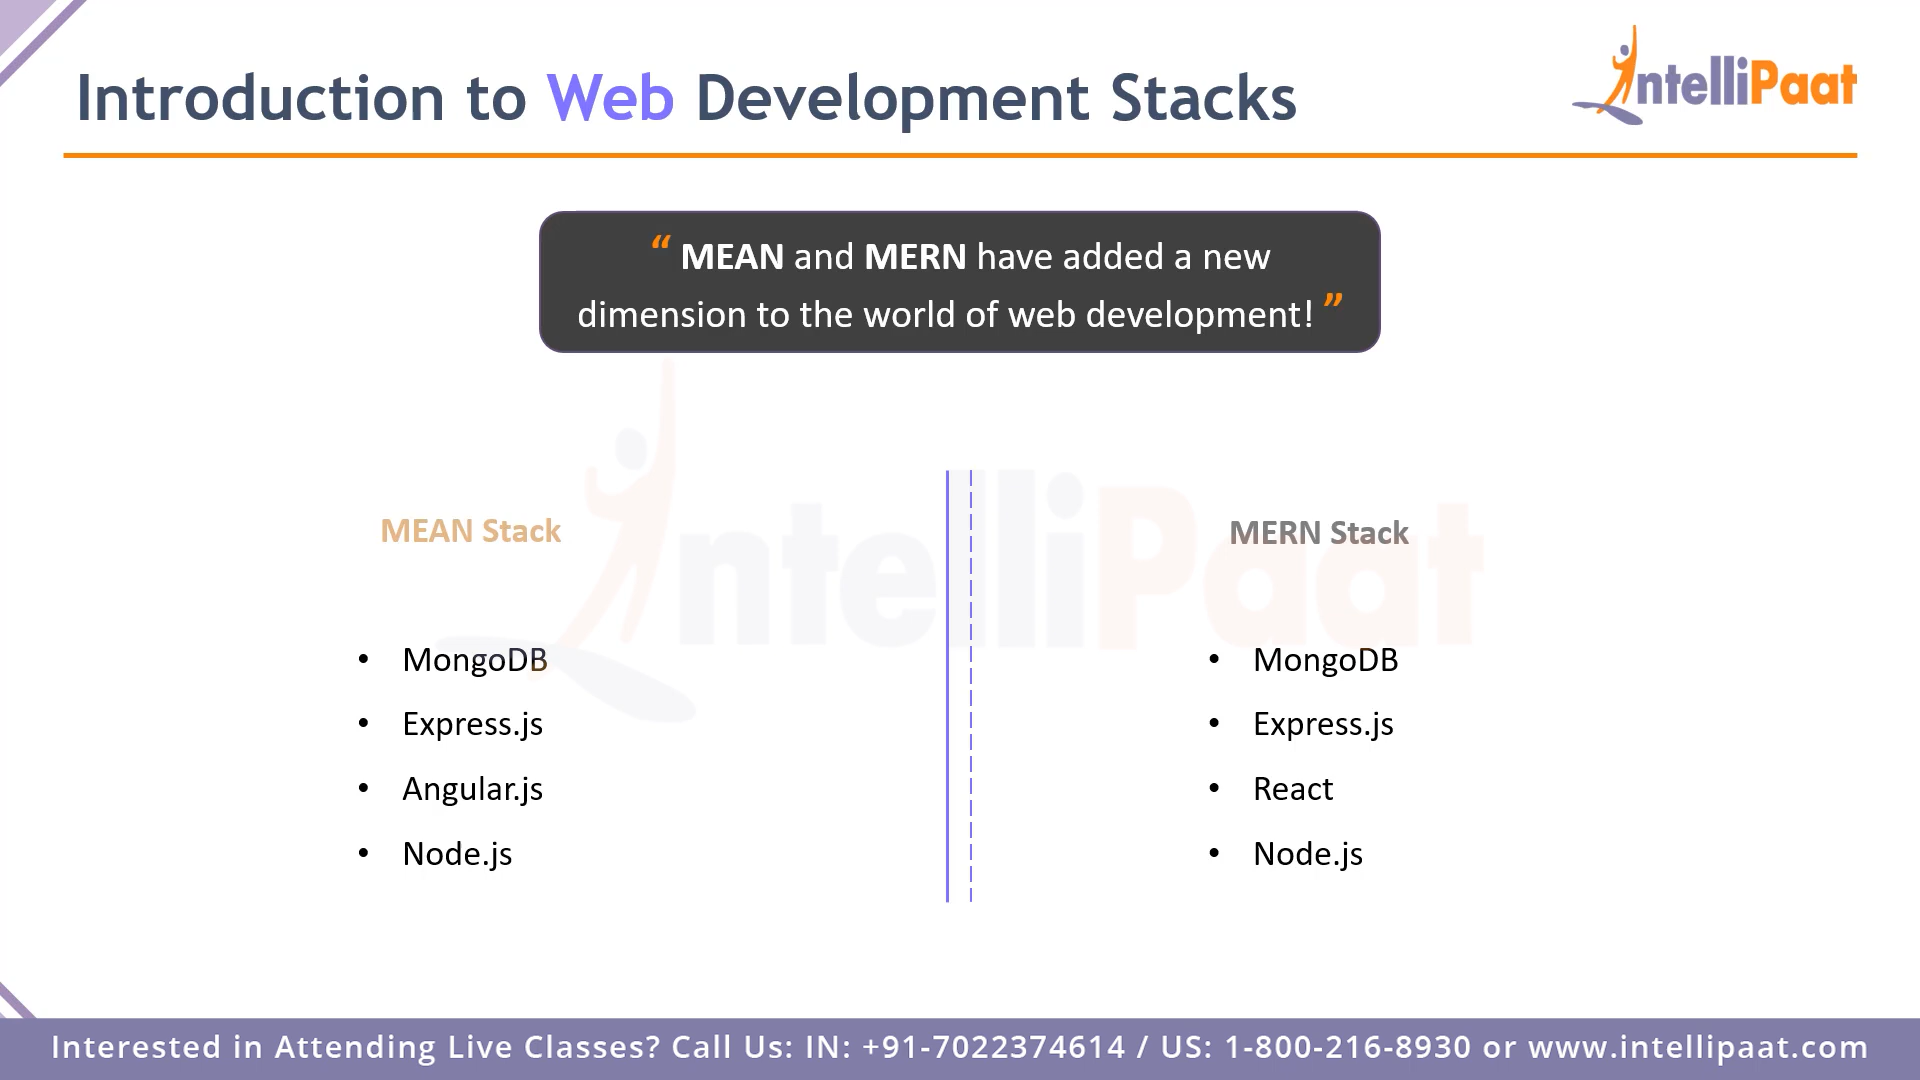 Introduction to Web Development Stacks
IntelliPaat
“ MEAN and MERN have added a new
dimension to the world of web development! ”
IntelliPaat
MEAN Stack
• MongoDB
• Express.js
• Angular.js
• Node.js
MERN Stack
• MongoDB
• Express.js
• React
• Node.js
Interested in Attending Live Classes? Call Us: IN: +91-7022374614 / US: 1-800-216-8930 or www.intellipaat.com